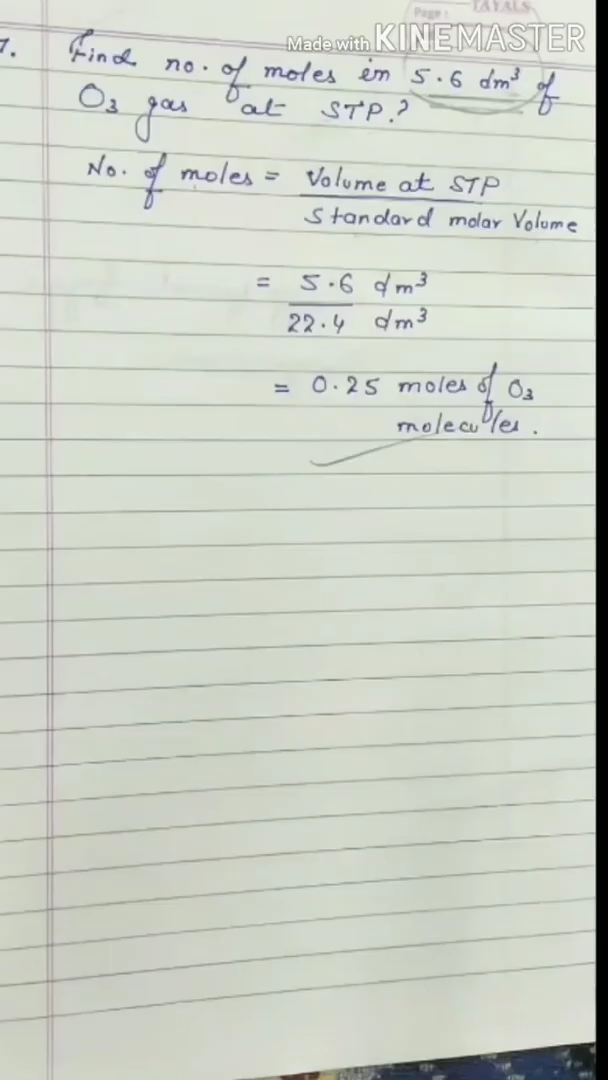 Page :
TAYALS
Made with KINEMASTER
7. Find no. of moles in 5.6 dm³ of
O₃ gas at STP?
No. of moles = Volume at STP
Standard molar Volume
= 5.6 dm³
22.4 dm³
= 0.25 moles of O₃
molecules.